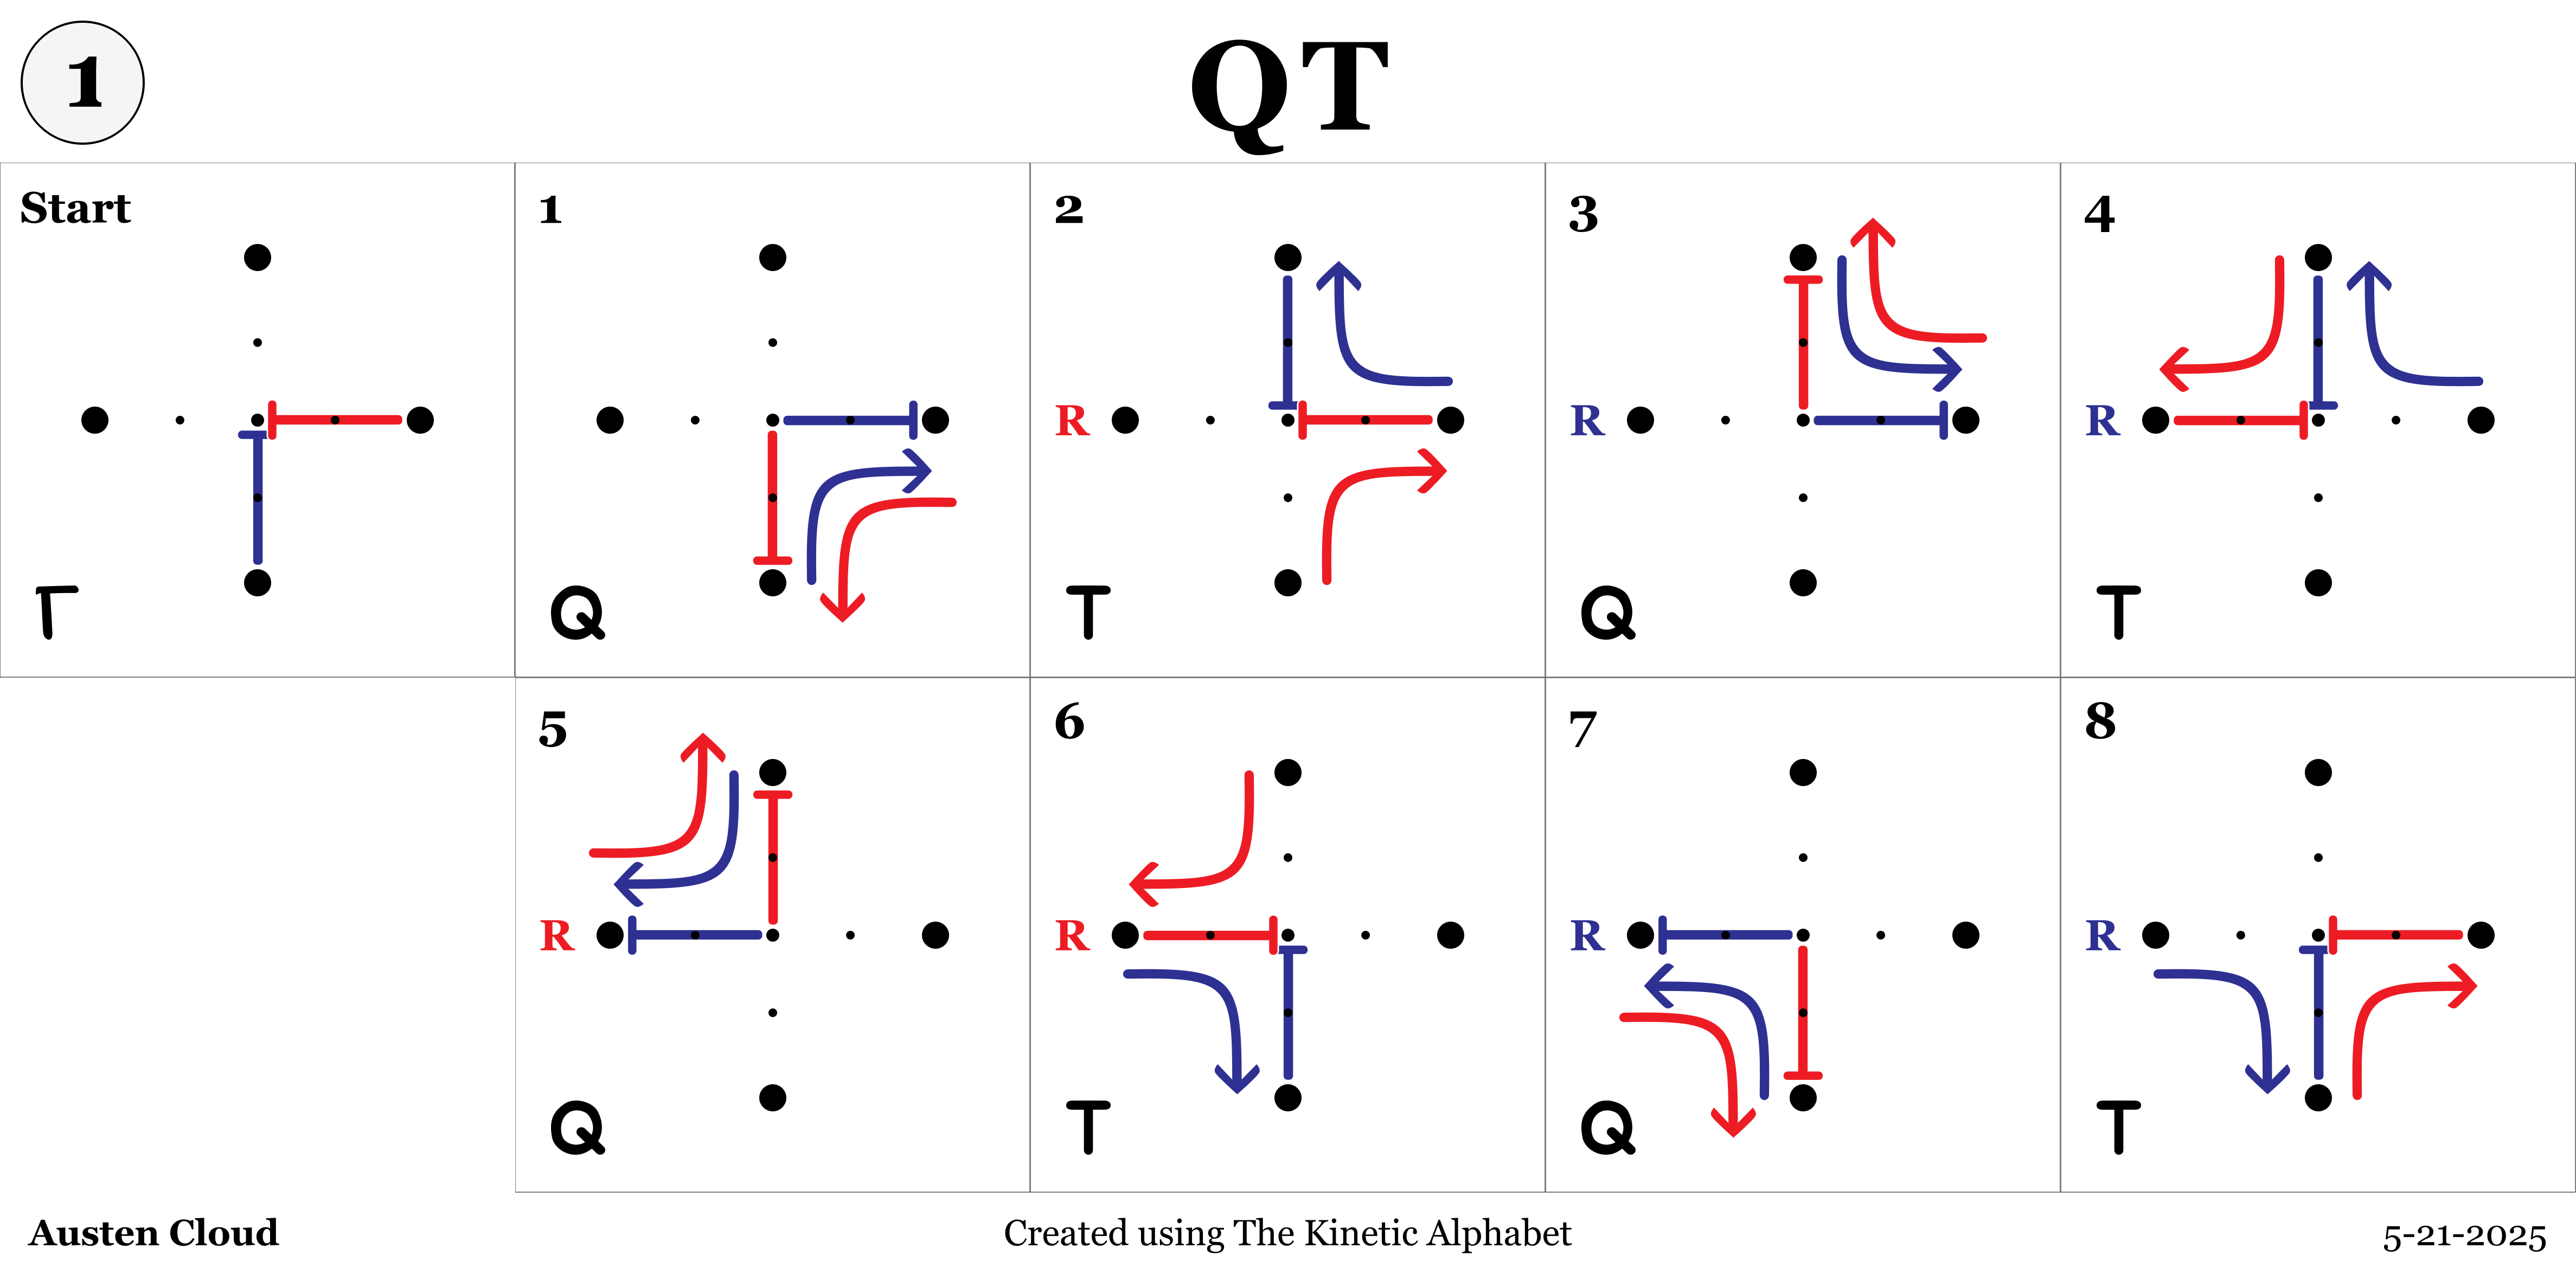 1
QT
Start
Γ
1
Q
2
R
T
3
R
Q
4
R
T
5
R
Q
6
R
T
7
R
Q
8
R
T
Austen Cloud
Created using The Kinetic Alphabet
5-21-2025